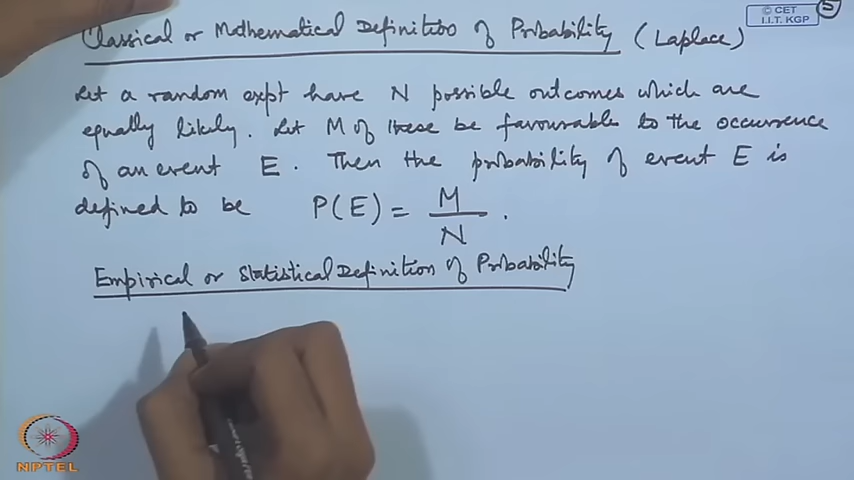 Classical or Mathematical Definition of Probability (Laplace)
© CET
I.I.T. KGP
5
Let a random expt have N possible outcomes which are
equally likely. Let M of these be favourable to the occurrence
of an event E. Then the probability of event E is
defined to be P(E) = M/N.
Empirical or Statistical Definition of Probability
NPTEL